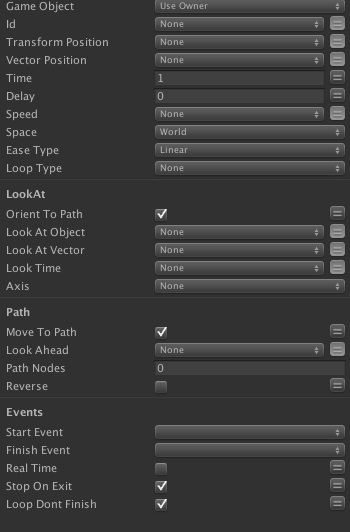 Game Object Use Owner
Id None
Transform Position None
Vector Position None
Time 1
Delay 0
Speed None
Space World
Ease Type Linear
Loop Type None
LookAt
Orient To Path
Look At Object None
Look At Vector None
Look Time None
Axis None
Path
Move To Path
Look Ahead None
Path Nodes 0
Reverse
Events
Start Event
Finish Event
Real Time
Stop On Exit
Loop Dont Finish